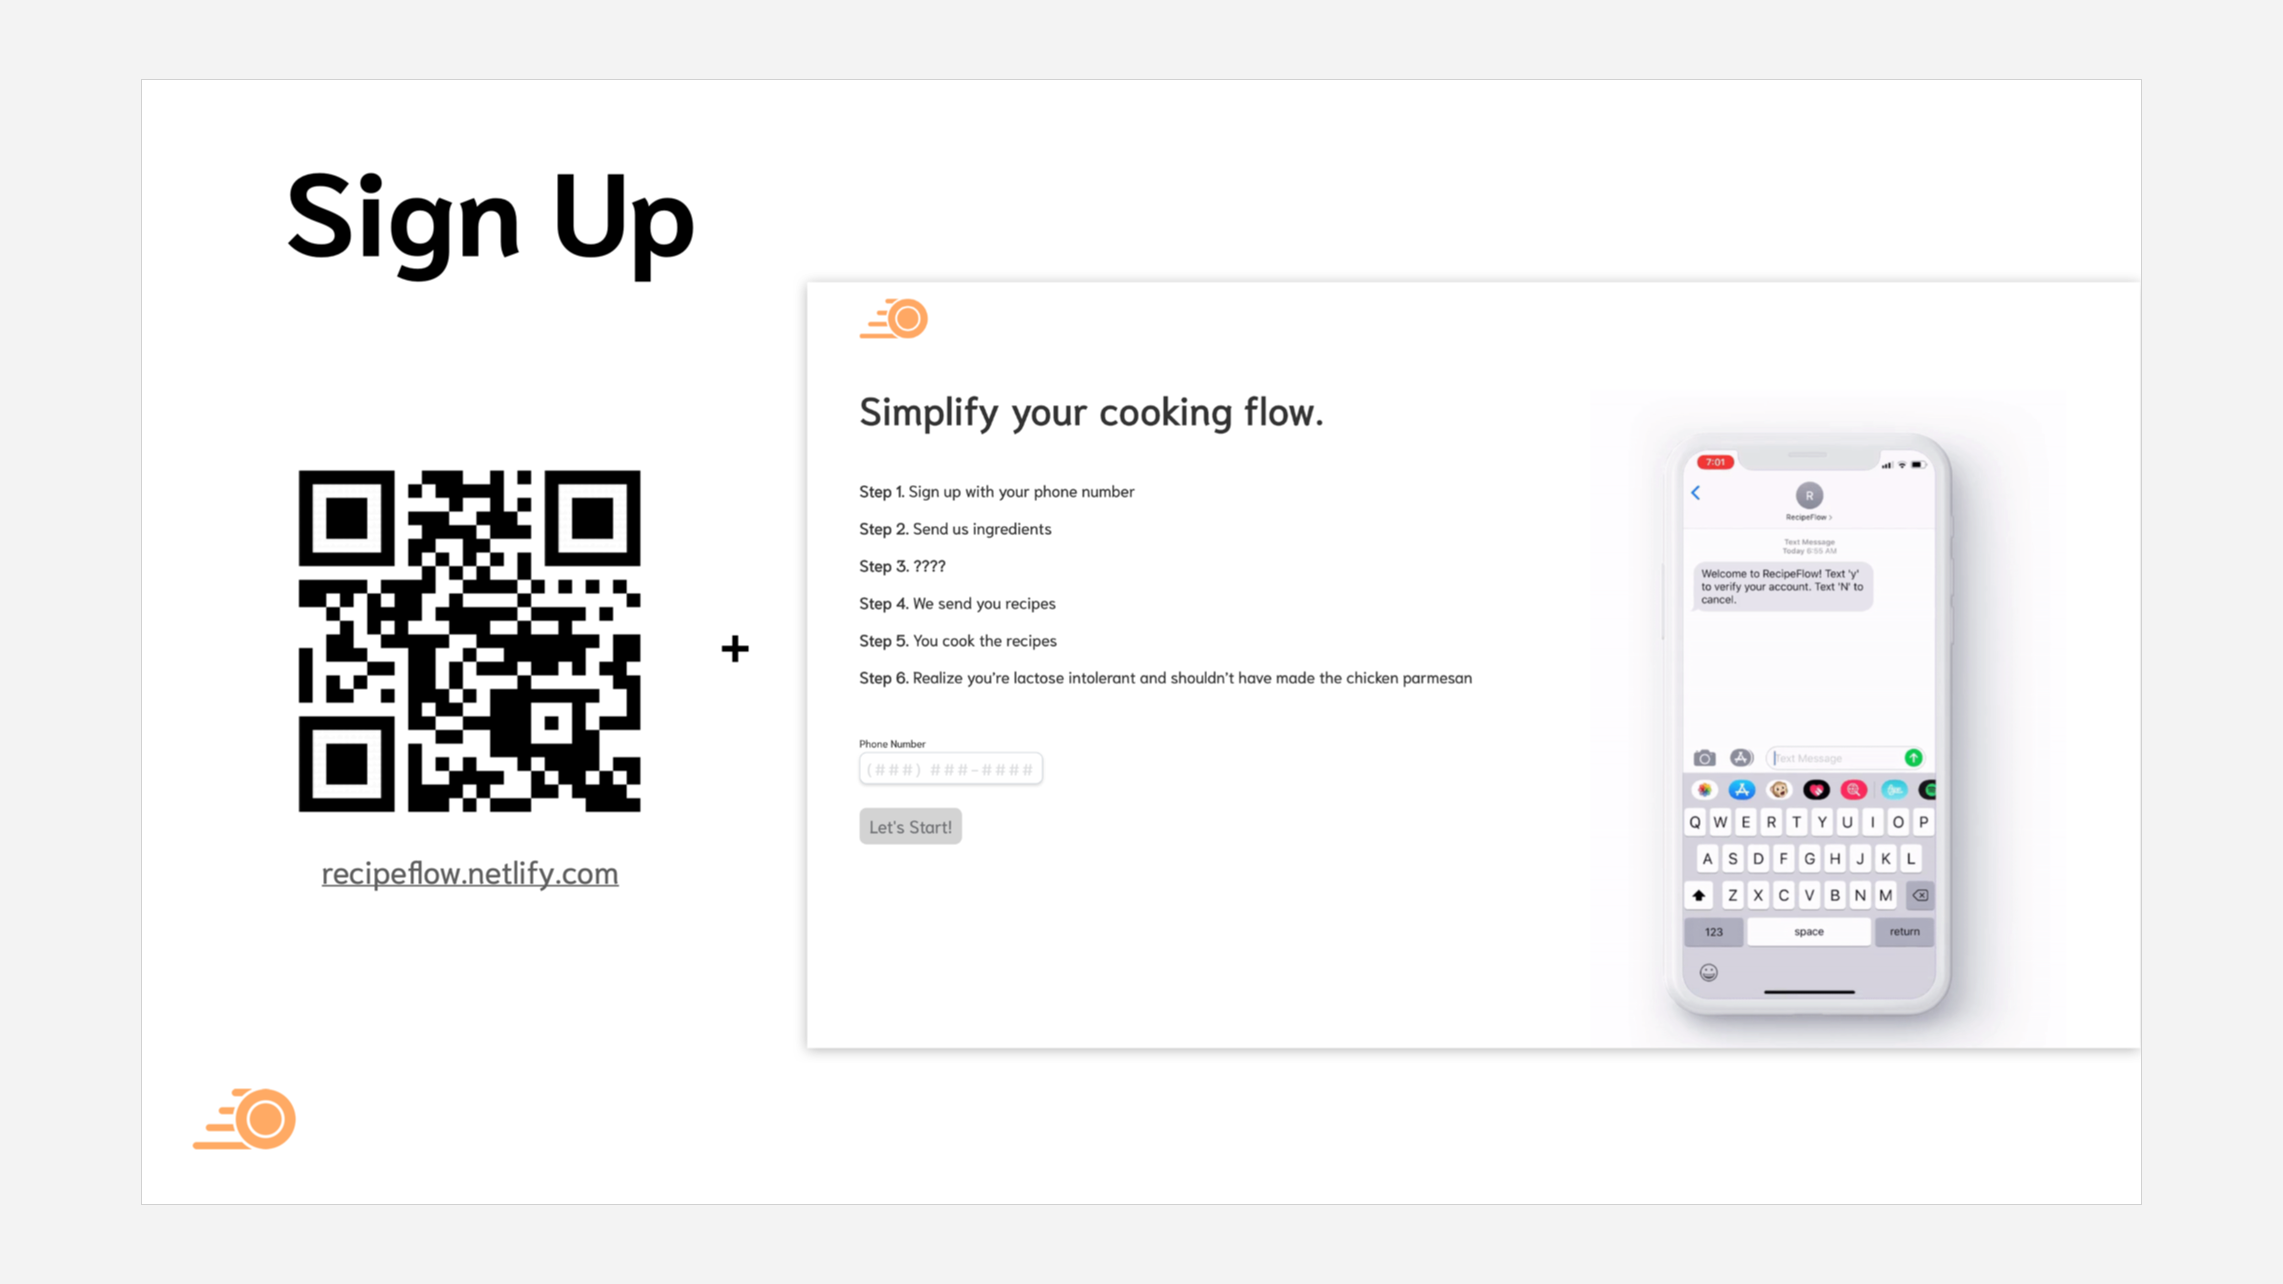 Sign Up
recipeflow.netlify.com
+
Simplify your cooking flow.
Step 1. Sign up with your phone number
Step 2. Send us ingredients
Step 3. ????
Step 4. We send you recipes
Step 5. You cook the recipes
Step 6. Realize you're lactose intolerant and shouldn't have made the chicken parmesan
Phone Number
(###) ###-####
Let's Start!
7:01
R
RecipeFlow >
Text Message
Today 6:55 AM
Welcome to RecipeFlow! Text 'y'
to verify your account. Text 'N' to
cancel.
Text Message
Q W E R T Y U I O P
A S D F G H J K L
Z X C V B N M
123 space return